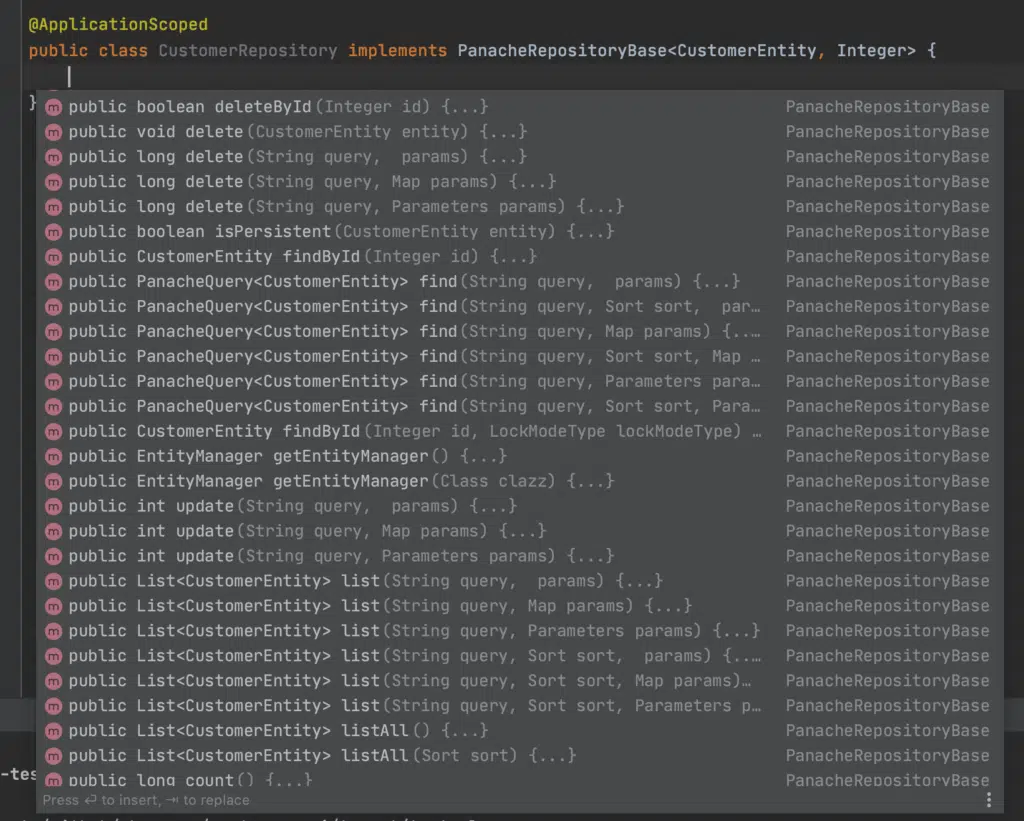 @ApplicationScoped
public class CustomerRepository implements PanacheRepositoryBase<CustomerEntity, Integer> {
}
m public boolean deleteById(Integer id) {...} PanacheRepositoryBase
m public void delete(CustomerEntity entity) {...} PanacheRepositoryBase
m public long delete(String query,  params) {...} PanacheRepositoryBase
m public long delete(String query, Map params) {...} PanacheRepositoryBase
m public long delete(String query, Parameters params) {...} PanacheRepositoryBase
m public boolean isPersistent(CustomerEntity entity) {...} PanacheRepositoryBase
m public CustomerEntity findById(Integer id) {...} PanacheRepositoryBase
m public PanacheQuery<CustomerEntity> find(String query,  params) {...} PanacheRepositoryBase
m public PanacheQuery<CustomerEntity> find(String query, Sort sort,  par… PanacheRepositoryBase
m public PanacheQuery<CustomerEntity> find(String query, Map params) {..… PanacheRepositoryBase
m public PanacheQuery<CustomerEntity> find(String query, Sort sort, Map … PanacheRepositoryBase
m public PanacheQuery<CustomerEntity> find(String query, Parameters para… PanacheRepositoryBase
m public PanacheQuery<CustomerEntity> find(String query, Sort sort, Para… PanacheRepositoryBase
m public CustomerEntity findById(Integer id, LockModeType lockModeType) … PanacheRepositoryBase
m public EntityManager getEntityManager() {...} PanacheRepositoryBase
m public EntityManager getEntityManager(Class clazz) {...} PanacheRepositoryBase
m public int update(String query,  params) {...} PanacheRepositoryBase
m public int update(String query, Map params) {...} PanacheRepositoryBase
m public int update(String query, Parameters params) {...} PanacheRepositoryBase
m public List<CustomerEntity> list(String query,  params) {...} PanacheRepositoryBase
m public List<CustomerEntity> list(String query, Map params) {...} PanacheRepositoryBase
m public List<CustomerEntity> list(String query, Parameters params) {...} PanacheRepositoryBase
m public List<CustomerEntity> list(String query, Sort sort,  params) {..… PanacheRepositoryBase
m public List<CustomerEntity> list(String query, Sort sort, Map params)… PanacheRepositoryBase
m public List<CustomerEntity> list(String query, Sort sort, Parameters p… PanacheRepositoryBase
m public List<CustomerEntity> listAll() {...} PanacheRepositoryBase
m public List<CustomerEntity> listAll(Sort sort) {...} PanacheRepositoryBase
-tes
m public long count() {...} PanacheRepositoryBase
Press ↩ to insert, ⇥ to replace